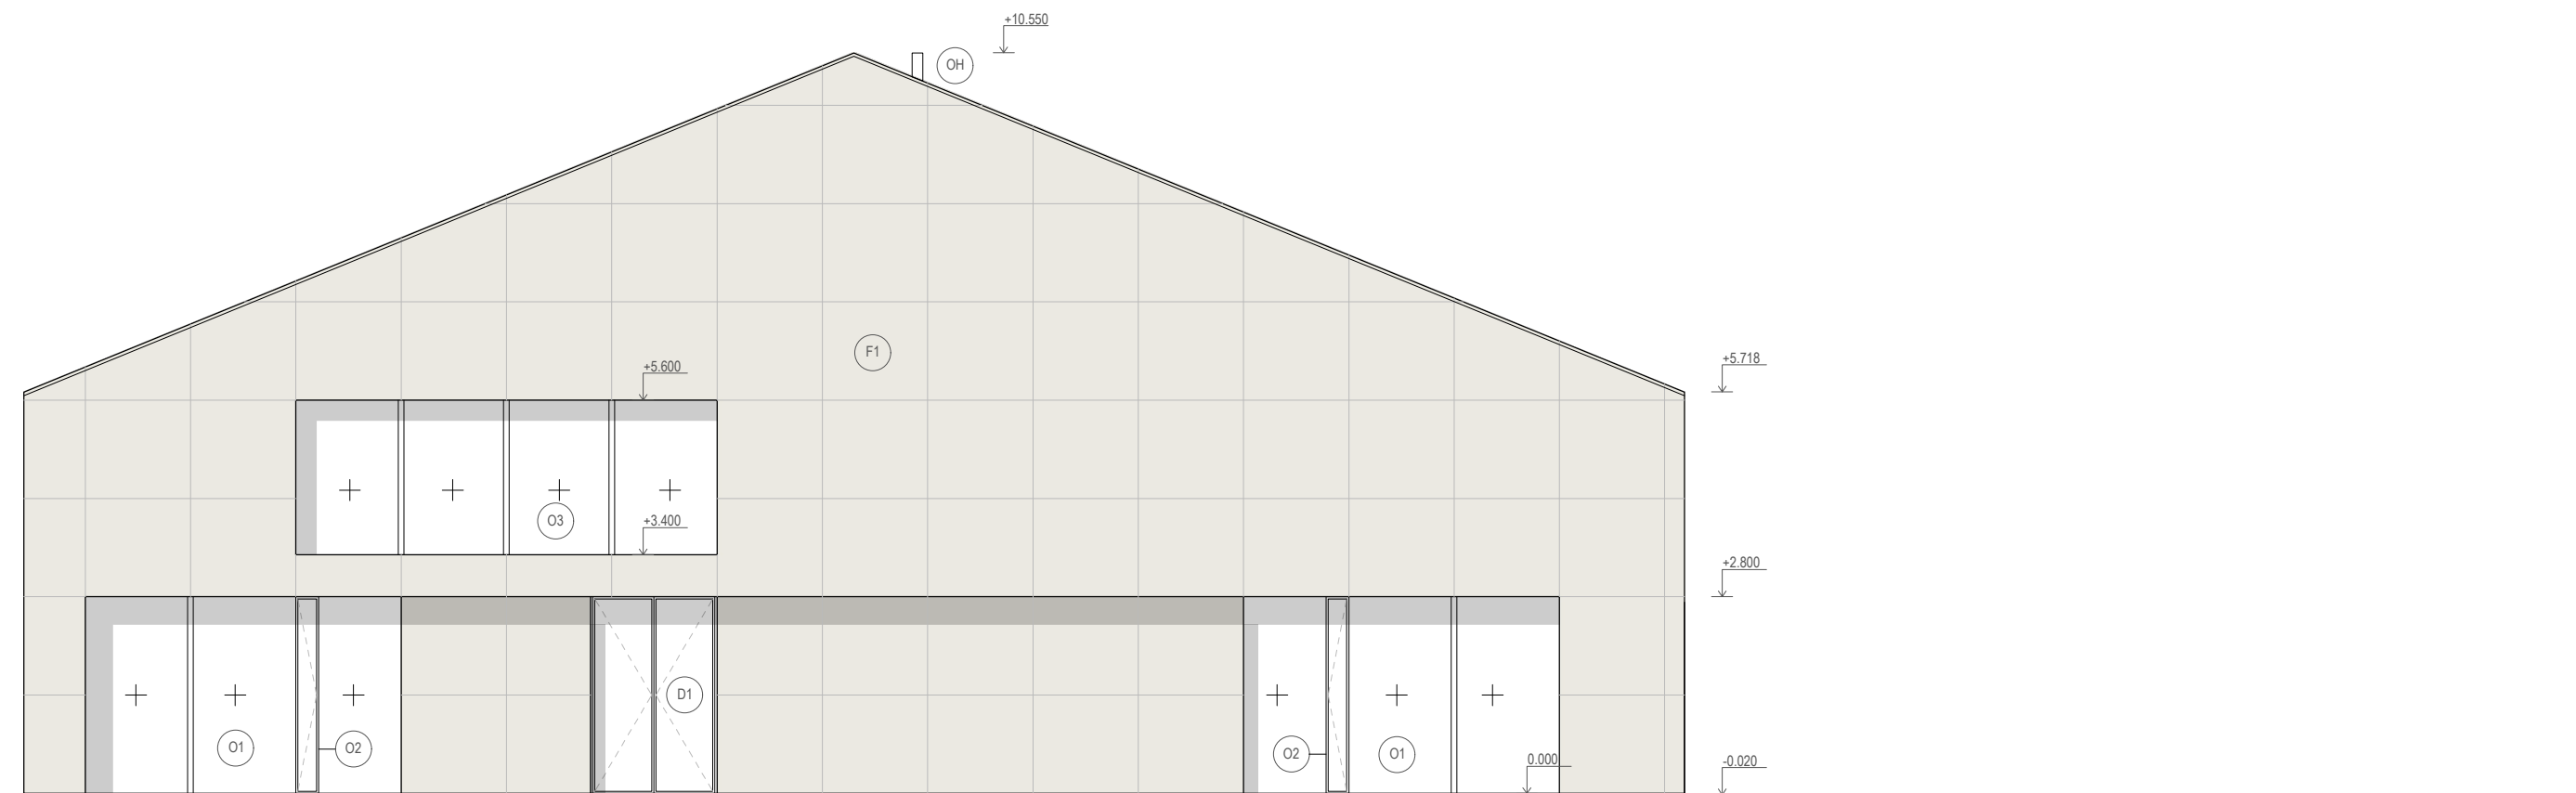 +10.550
OH
F1
+5.718
+5.600
O3
+3.400
+2.800
D1
O1
O2
O2
O1
0.000
-0.020